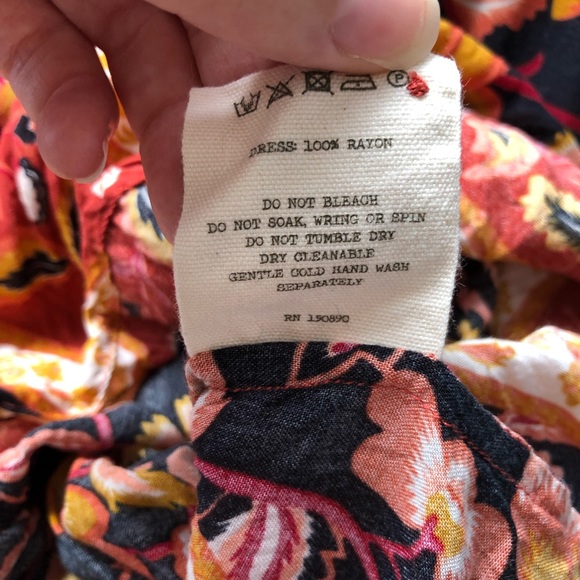 P
DRESS: 100% RAYON
DO NOT BLEACH
DO NOT SOAK, WRING OR SPIN
DO NOT TUMBLE DRY
DRY CLEANABLE
GENTLE COLD HAND WASH
SEPARATELY
RN 130890